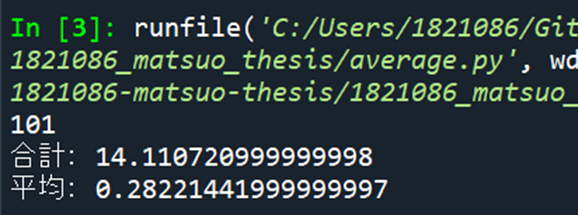 In [3]: runfile('C:/Users/1821086/Git
1821086_matsuo_thesis/average.py', wd
1821086-matsuo-thesis/1821086_matsuo_
101
合計: 14.110720999999998
平均: 0.28221441999999997